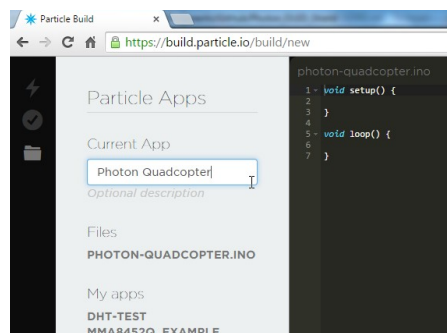 Particle Build
https://build.particle.io/build/new
Particle Apps
Current App
Photon Quadcopter
Optional description
Files
PHOTON-QUADCOPTER.INO
My apps
DHT-TEST
MMA8452Q_EXAMPLE
photon-quadcopter.ino
1 void setup() {
2
3 }
4
5 void loop() {
6
7 }